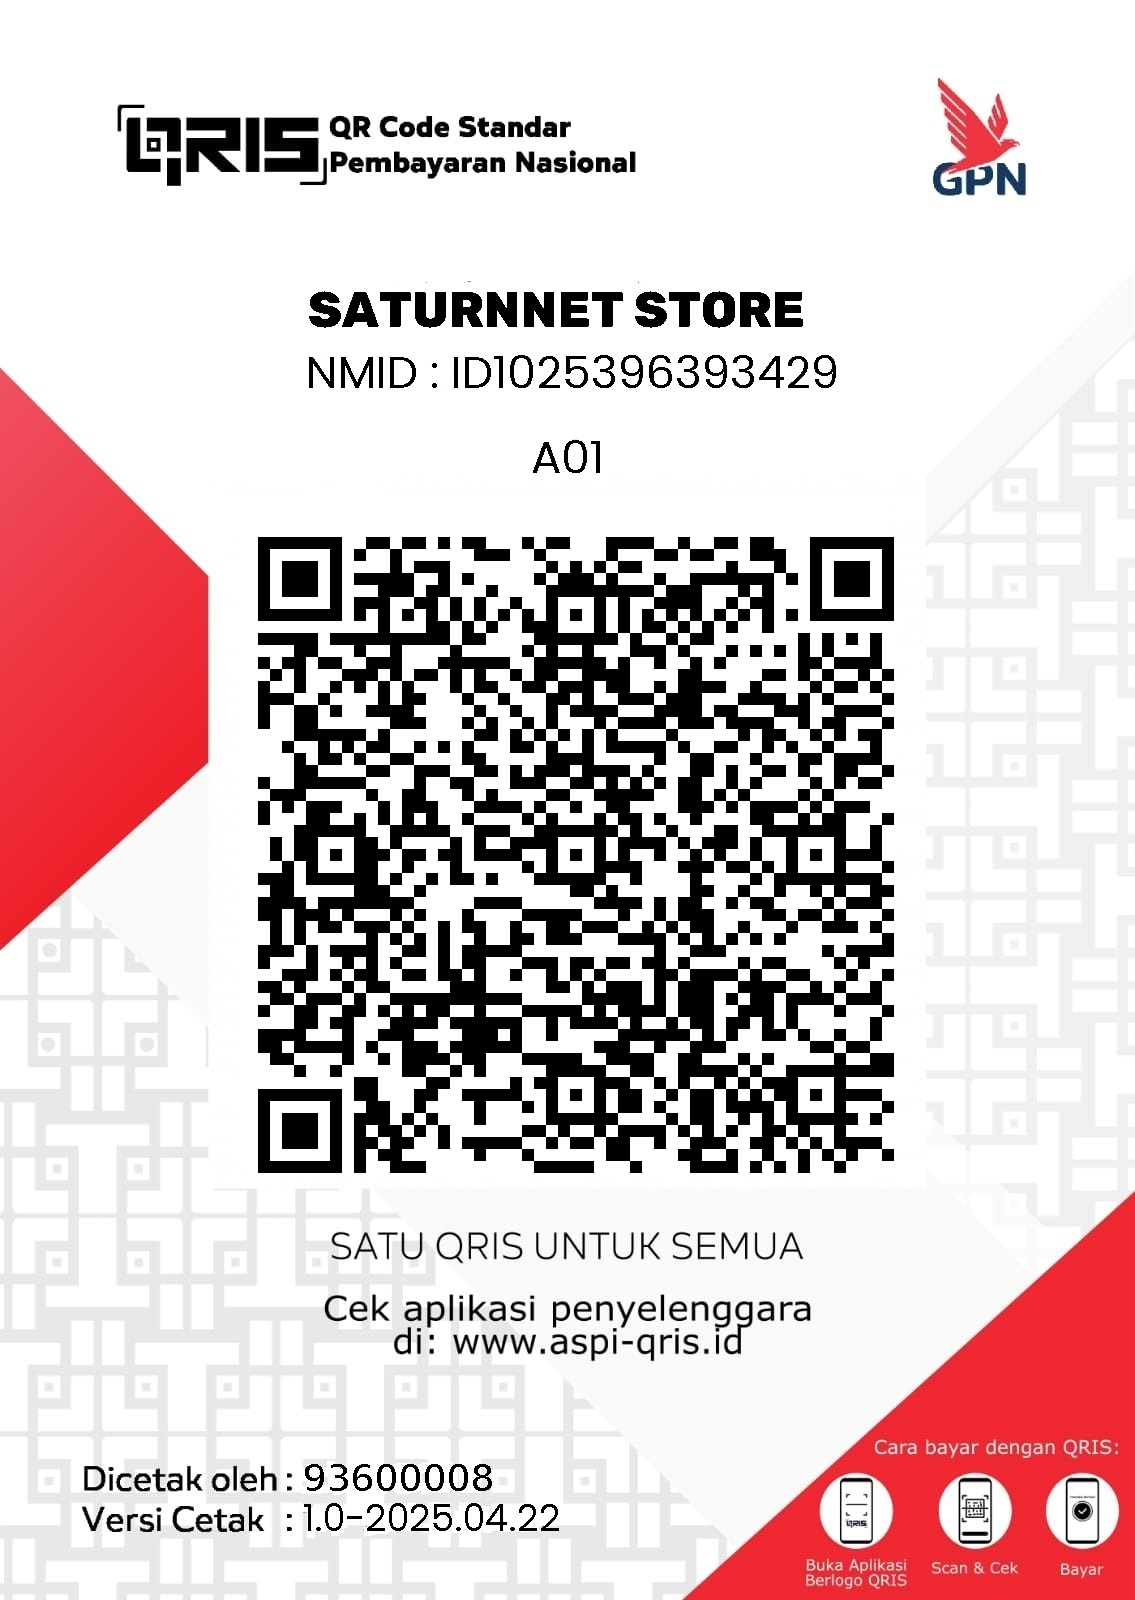 QRIS
QR Code Standar
Pembayaran Nasional
GPN
SATURNNET STORE
NMID : ID1025396393429
A01
SATU QRIS UNTUK SEMUA
Cek aplikasi penyelenggara
di: www.aspi-qris.id
Dicetak oleh : 93600008
Versi Cetak : 1.0-2025.04.22
Cara bayar dengan QRIS:
QRIS
Buka Aplikasi
Berlogo QRIS
Scan & Cek
Bayar